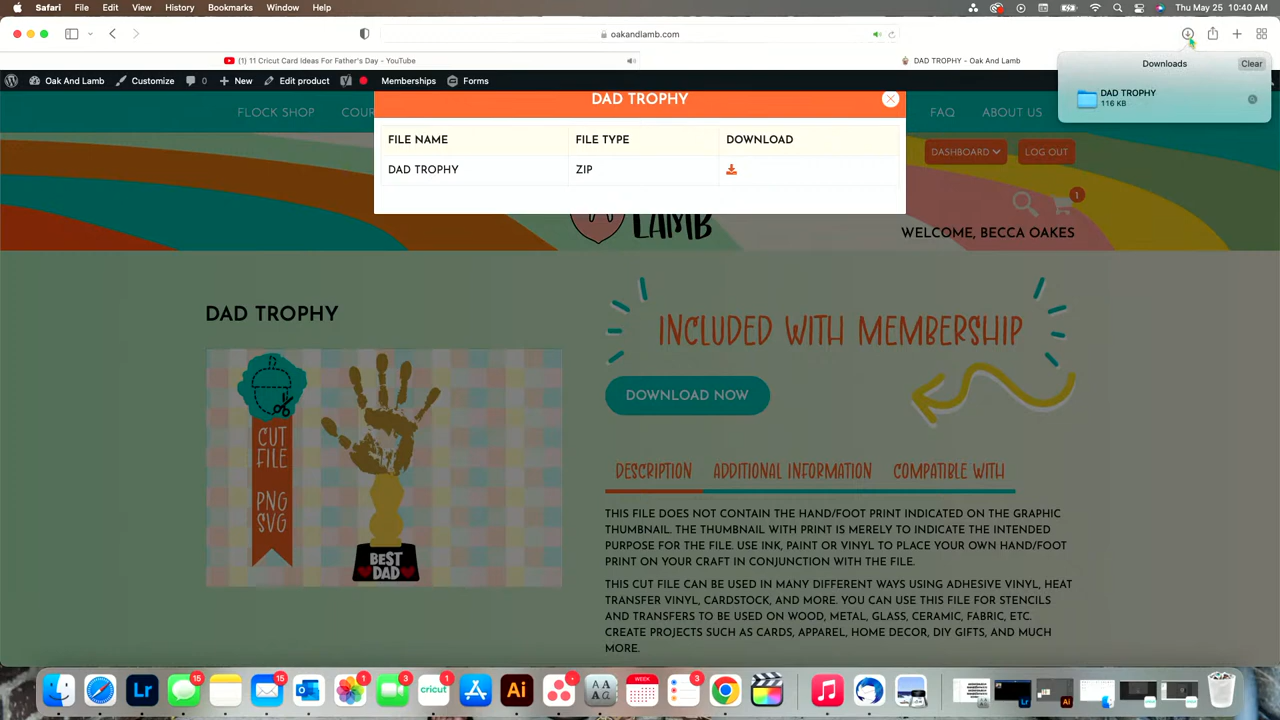 Safari File Edit View History Bookmarks Window Help Thu May 25 10:40 AM
oakandlamb.com
(1) 11 Cricut Card Ideas For Father's Day - YouTube
DAD TROPHY - Oak And Lamb
Downloads Clear
DAD TROPHY
116 KB
Oak And Lamb Customize 0 New Edit product Memberships Forms
DAD TROPHY
FLOCK SHOP COU FAQ ABOUT US
FILE NAME FILE TYPE DOWNLOAD
DAD TROPHY ZIP
DASHBOARD LOG OUT
1
LAMB
WELCOME, BECCA OAKES
DAD TROPHY
INCLUDED WITH MEMBERSHIP
DOWNLOAD NOW
CUT
FILE
PNG
SVG
BEST
DAD
DESCRIPTION ADDITIONAL INFORMATION COMPATIBLE WITH
THIS FILE DOES NOT CONTAIN THE HAND/FOOT PRINT INDICATED ON THE GRAPHIC
THUMBNAIL. THE THUMBNAIL WITH PRINT IS MERELY TO INDICATE THE INTENDED
PURPOSE FOR THE FILE. USE INK, PAINT OR VINYL TO PLACE YOUR OWN HAND/FOOT
PRINT ON YOUR CRAFT IN CONJUNCTION WITH THE FILE.
THIS CUT FILE CAN BE USED IN MANY DIFFERENT WAYS USING ADHESIVE VINYL, HEAT
TRANSFER VINYL, CARDSTOCK, AND MORE. YOU CAN USE THIS FILE FOR STENCILS
AND TRANSFERS TO BE USED ON WOOD, METAL, GLASS, CERAMIC, FABRIC, ETC.
CREATE PROJECTS SUCH AS CARDS, APPAREL, HOME DECOR, DIY GIFTS, AND MUCH
MORE.
15 15 1 3 1 3
Lr cricut Ai WEEK